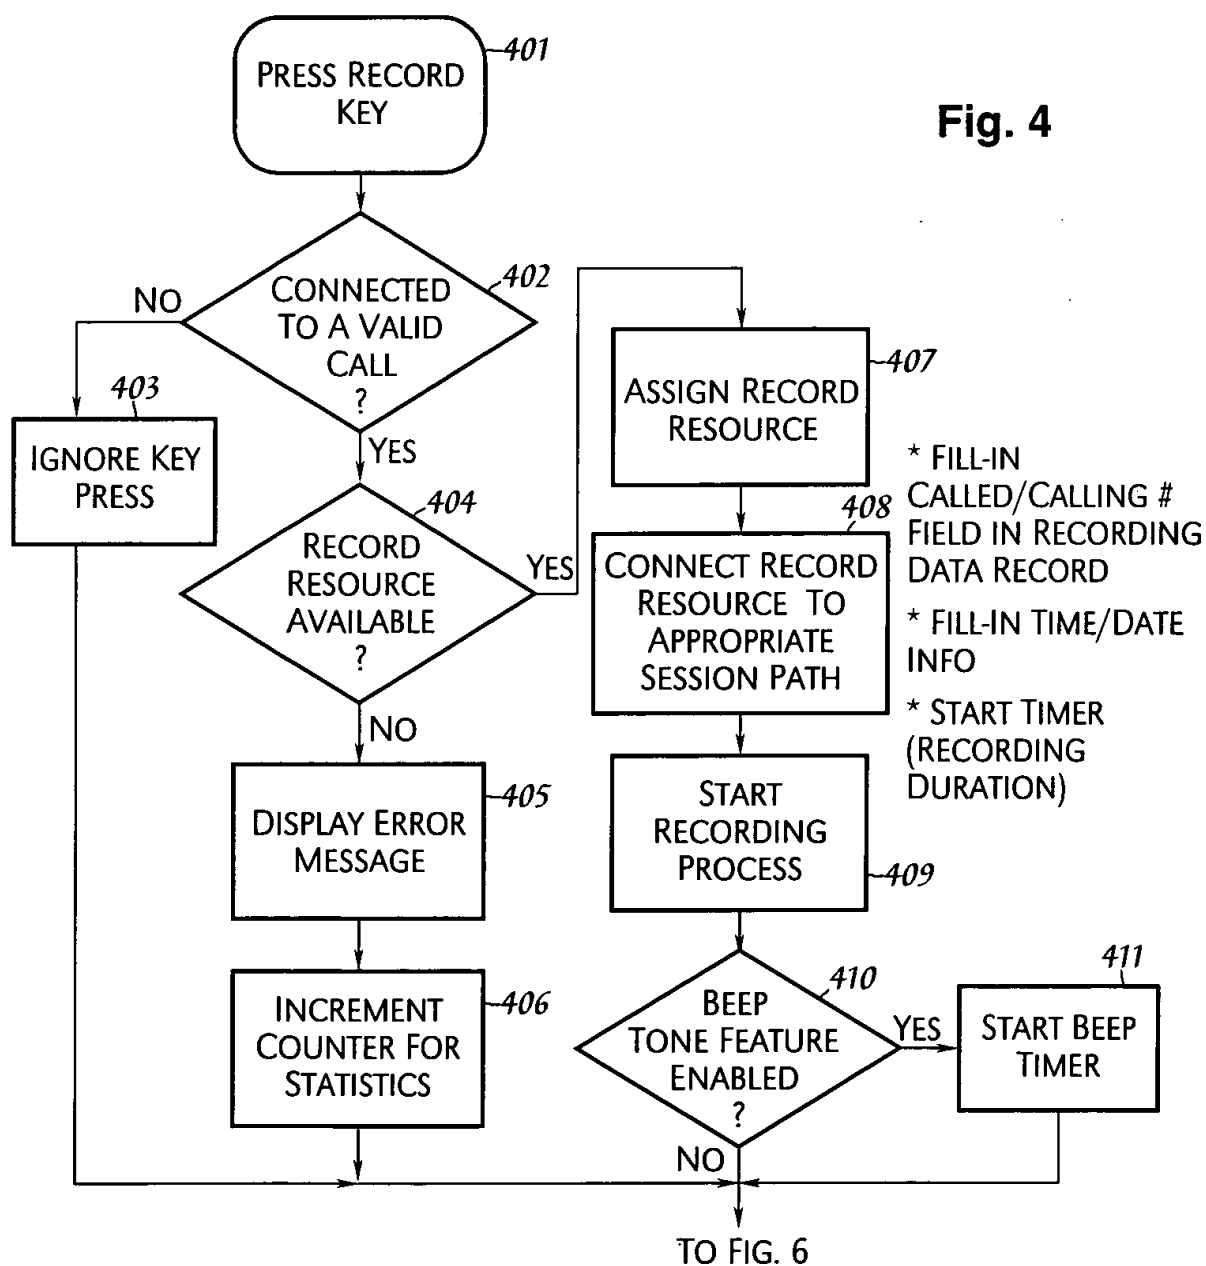 401
PRESS RECORD
KEY
Fig. 4
402
CONNECTED
TO A VALID
CALL
?
NO
YES
403
IGNORE KEY
PRESS
404
RECORD
RESOURCE
AVAILABLE
?
YES
NO
405
DISPLAY ERROR
MESSAGE
406
INCREMENT
COUNTER FOR
STATISTICS
407
ASSIGN RECORD
RESOURCE
408
CONNECT RECORD
RESOURCE TO
APPROPRIATE
SESSION PATH
* FILL-IN
CALLED/CALLING #
FIELD IN RECORDING
DATA RECORD
* FILL-IN TIME/DATE
INFO
* START TIMER
(RECORDING
DURATION)
START
RECORDING
PROCESS
409
410
BEEP
TONE FEATURE
ENABLED
?
YES
NO
411
START BEEP
TIMER
TO FIG. 6